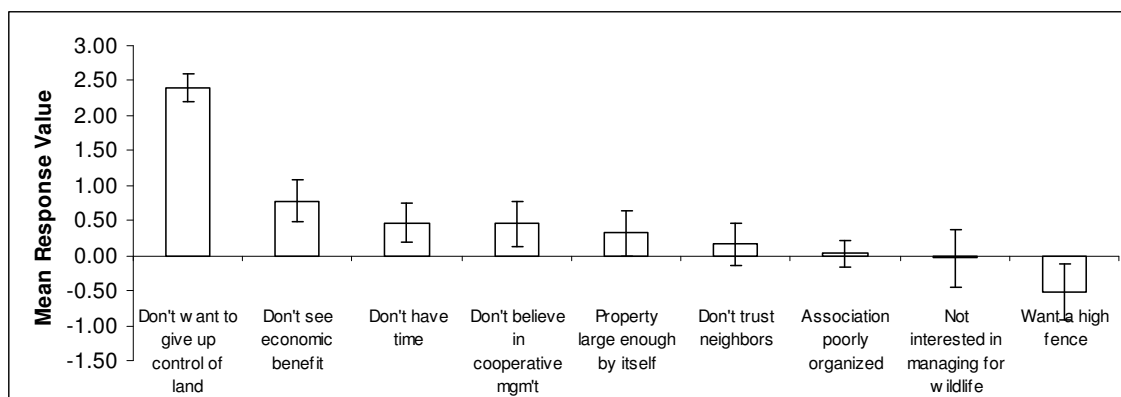 Mean Response Value
3.00
2.50
2.00
1.50
1.00
0.50
0.00
-0.50
-1.00
-1.50
Don't want to
give up
control of
land
Don't see
economic
benefit
Don't have
time
Don't believe
in
cooperative
mgm't
Property
large enough
by itself
Don't trust
neighbors
Association
poorly
organized
Not
interested in
managing for
wildlife
Want a high
fence